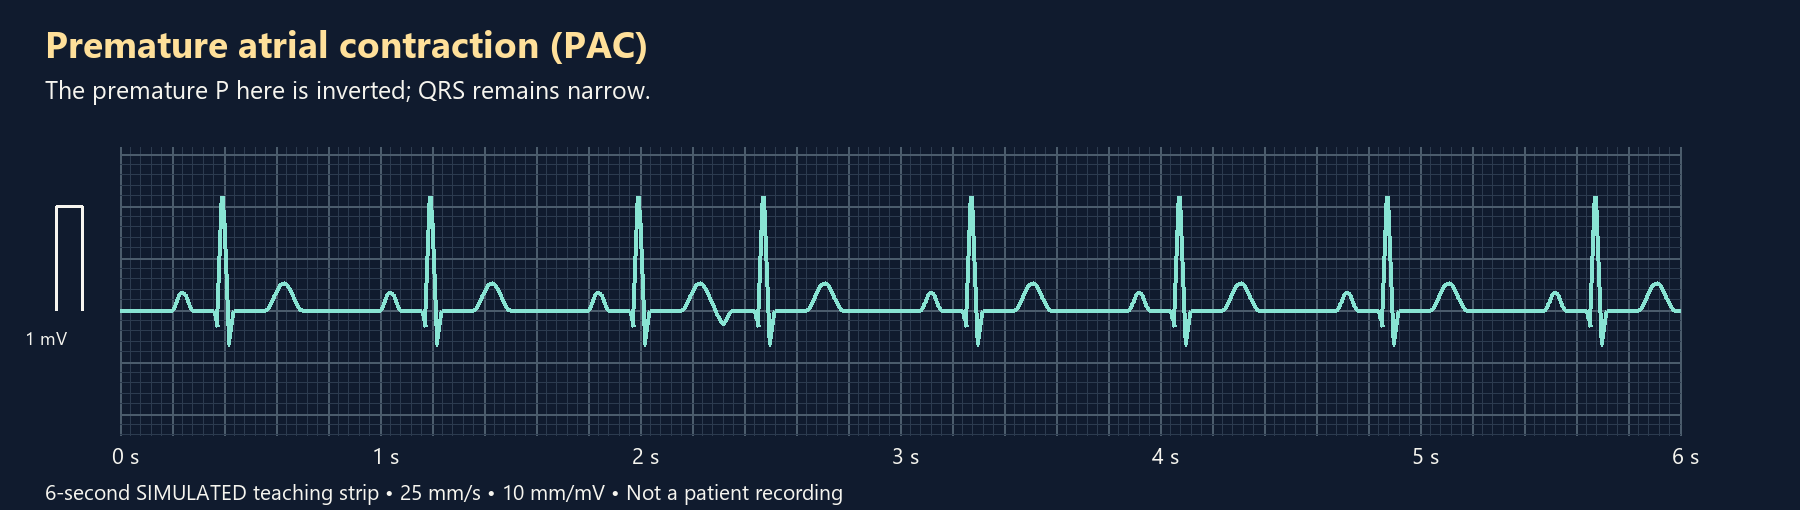 Premature atrial contraction (PAC)
The premature P here is inverted; QRS remains narrow.
1 mV
0 s 1 s 2 s 3 s 4 s 5 s 6 s
6-second SIMULATED teaching strip • 25 mm/s • 10 mm/mV • Not a patient recording